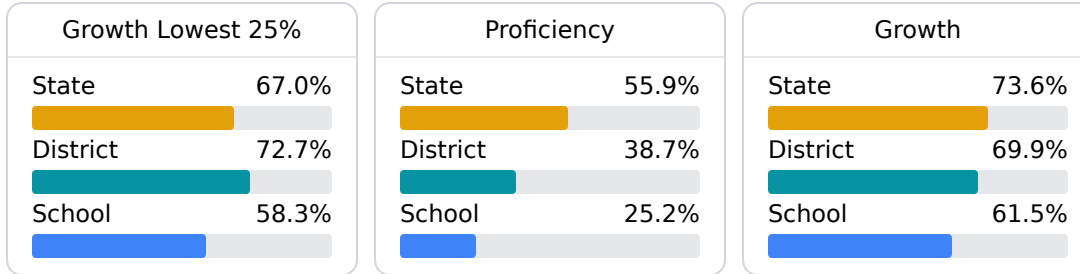 Growth Lowest 25%
State 67.0%
District 72.7%
School 58.3%
Proficiency
State 55.9%
District 38.7%
School 25.2%
Growth
State 73.6%
District 69.9%
School 61.5%